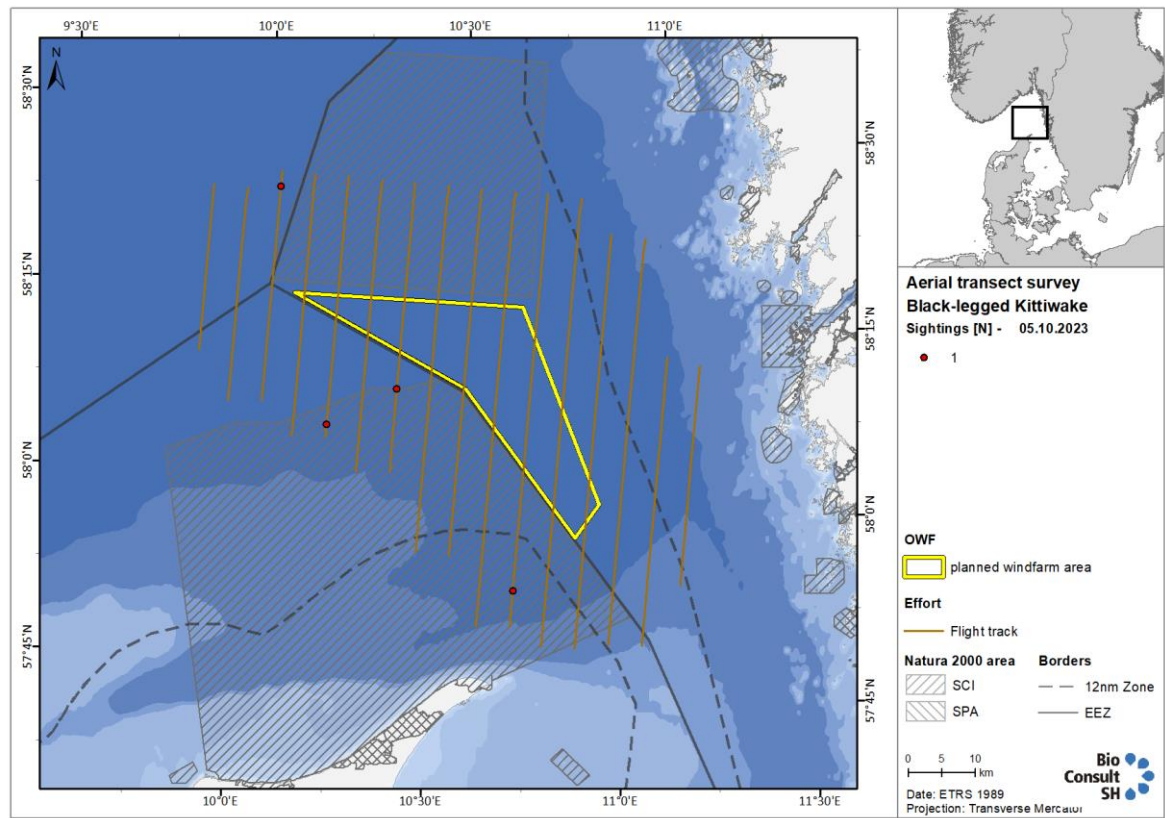 9°30'E 10°0'E 10°30'E 11°0'E
N
58°30'N
58°15'N
58°0'N
57°45'N
58°30'N
58°15'N
58°0'N
57°45'N
10°0'E 10°30'E 11°0'E 11°30'E
Aerial transect survey
Black-legged Kittiwake
Sightings [N] - 05.10.2023
1
OWF
planned windfarm area
Effort
Flight track
Natura 2000 area Borders
SCI 12nm Zone
SPA EEZ
0 5 10
km
Bio
Consult
SH
Date: ETRS 1989
Projection: Transverse Mercator